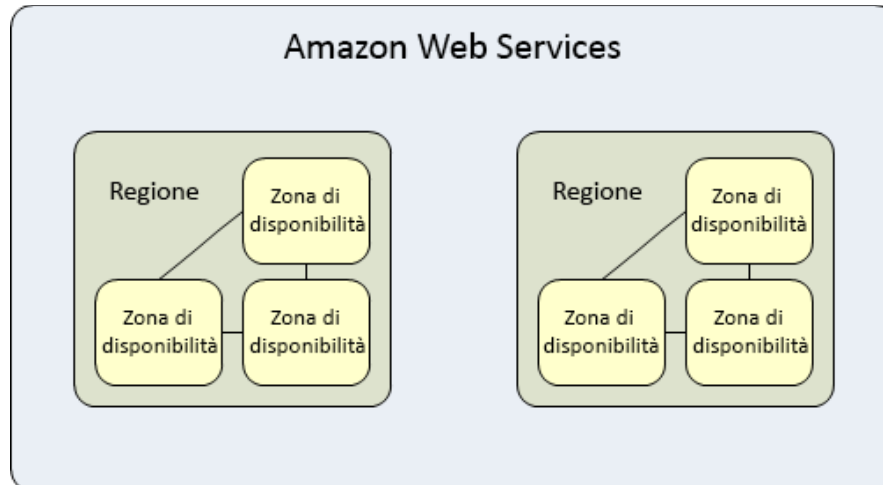 Amazon Web Services
Regione
Zona di
disponibilità
Zona di
disponibilità
Zona di
disponibilità
Regione
Zona di
disponibilità
Zona di
disponibilità
Zona di
disponibilità